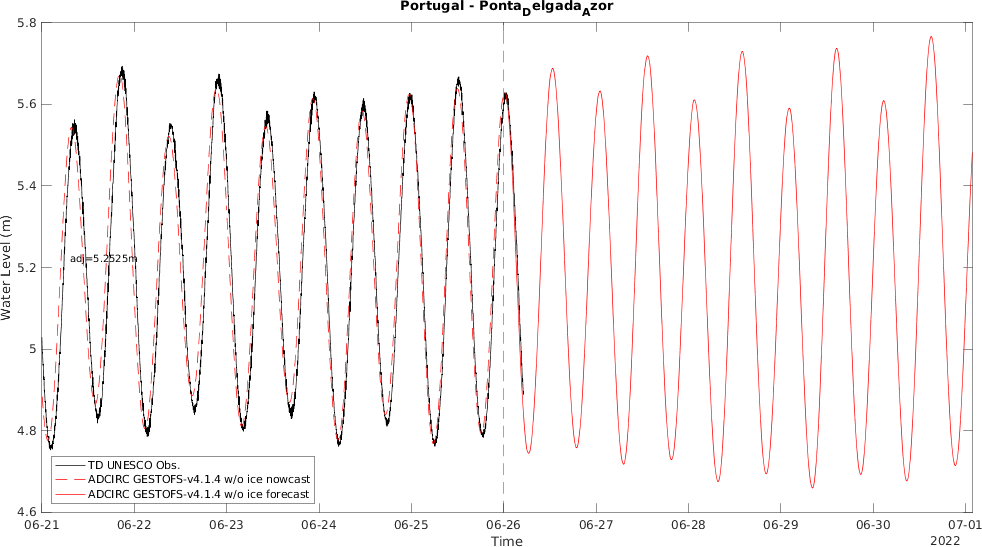 Portugal - PontaDelgadaAzor
5.8
5.6
5.4
5.2
5
4.8
4.6
Water Level (m)
adj=5.2525m
TD UNESCO Obs.
ADCIRC GESTOFS-v4.1.4 w/o ice nowcast
ADCIRC GESTOFS-v4.1.4 w/o ice forecast
06-21 06-22 06-23 06-24 06-25 06-26 06-27 06-28 06-29 06-30 07-01
Time
2022